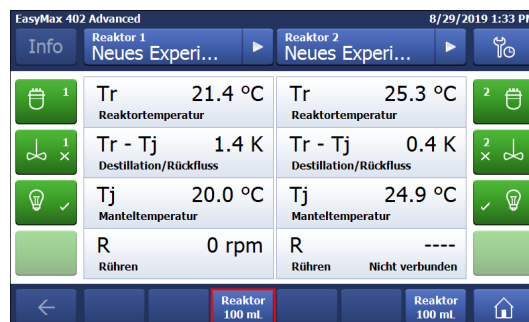 EasyMax 402 Advanced
8/29/2019 1:33 PM
Info
Reaktor 1
Neues Experi...
Reaktor 2
Neues Experi...
1
Tr 21.4 °C
Reaktortemperatur
Tr 25.3 °C
Reaktortemperatur
2
1
Tr - Tj 1.4 K
Destillation/Rückfluss
Tr - Tj 0.4 K
Destillation/Rückfluss
2
Tj 20.0 °C
Manteltemperatur
Tj 24.9 °C
Manteltemperatur
R 0 rpm
Rühren
R ----
Rühren Nicht verbunden
Reaktor
100 mL
Reaktor
100 mL